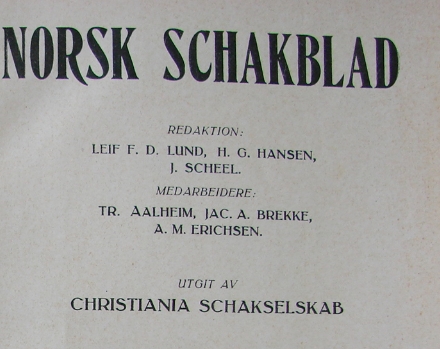 NORSK SCHAKBLAD
REDAKTION:
LEIF F. D. LUND, H. G. HANSEN,
J. SCHEEL.
MEDARBEIDERE:
TR. AALHEIM, JAC. A. BREKKE,
A. M. ERICHSEN.
UTGIT AV
CHRISTIANIA SCHAKSELSKAB